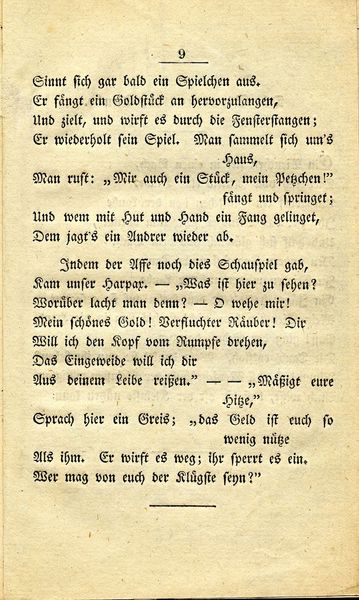 9
Sinnt sich gar bald ein Spielchen aus.
Er fängt ein Goldstück an hervorzulangen,
Und zielt, und wirft es durch die Fensterstangen;
Er wiederholt sein Spiel. Man sammelt sich um's
Haus,
Man ruft: „Mir auch ein Stück, mein Petzchen!"
fängt und springet;
Und wem mit Hut und Hand ein Fang gelinget,
Dem jagt's ein Andrer wieder ab.
Indem der Affe noch dies Schauspiel gab,
Kam unser Harpax. — „Was ist hier zu sehen?
Worüber lacht man denn? — O wehe mir!
Mein schönes Gold! Verfluchter Räuber! Dir
Will ich den Kopf vom Rumpfe drehen,
Das Eingeweide will ich dir
Aus deinem Leibe reißen." — — „Mäßigt eure
Hitze,"
Sprach hier ein Greis; „das Geld ist euch so
wenig nütze
Als ihm. Er wirft es weg; ihr sperrt es ein.
Wer mag von euch der Klügste seyn?"